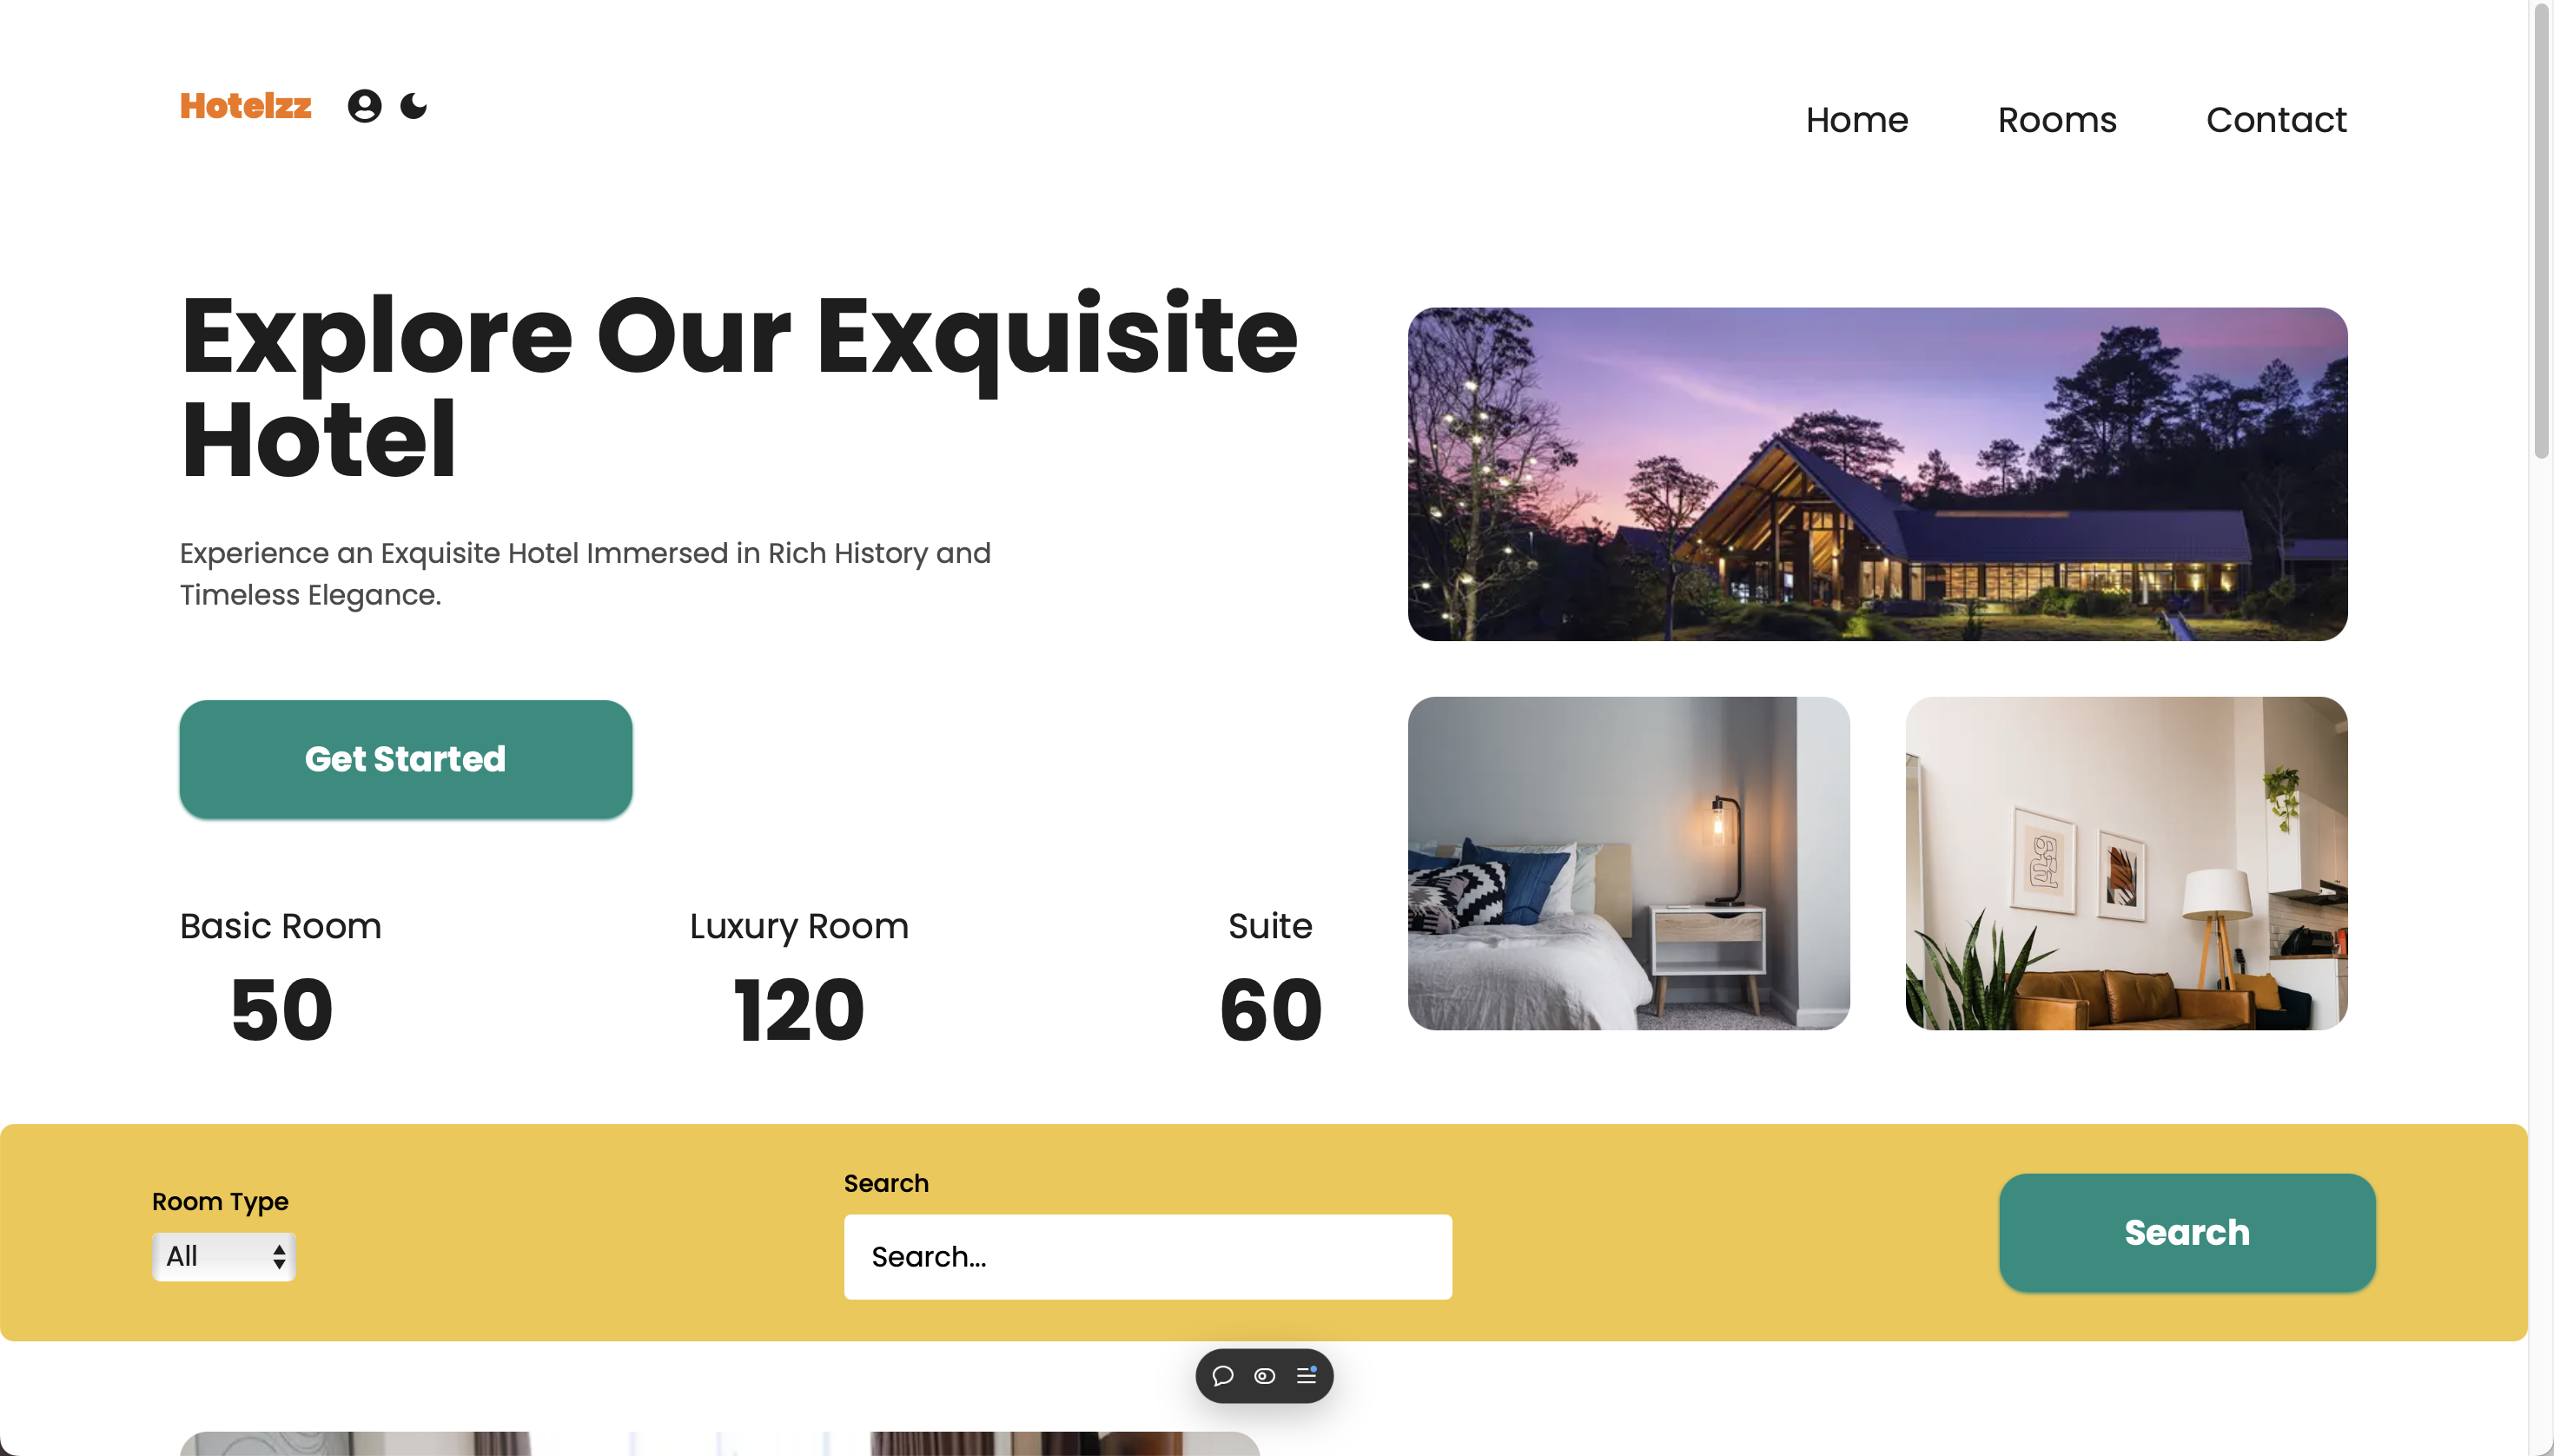 Hotelzz
Home
Rooms
Contact
Explore Our Exquisite
Hotel
Experience an Exquisite Hotel Immersed in Rich History and
Timeless Elegance.
Get Started
Basic Room
50
Luxury Room
120
Suite
60
Room Type
All
Search
Search...
Search